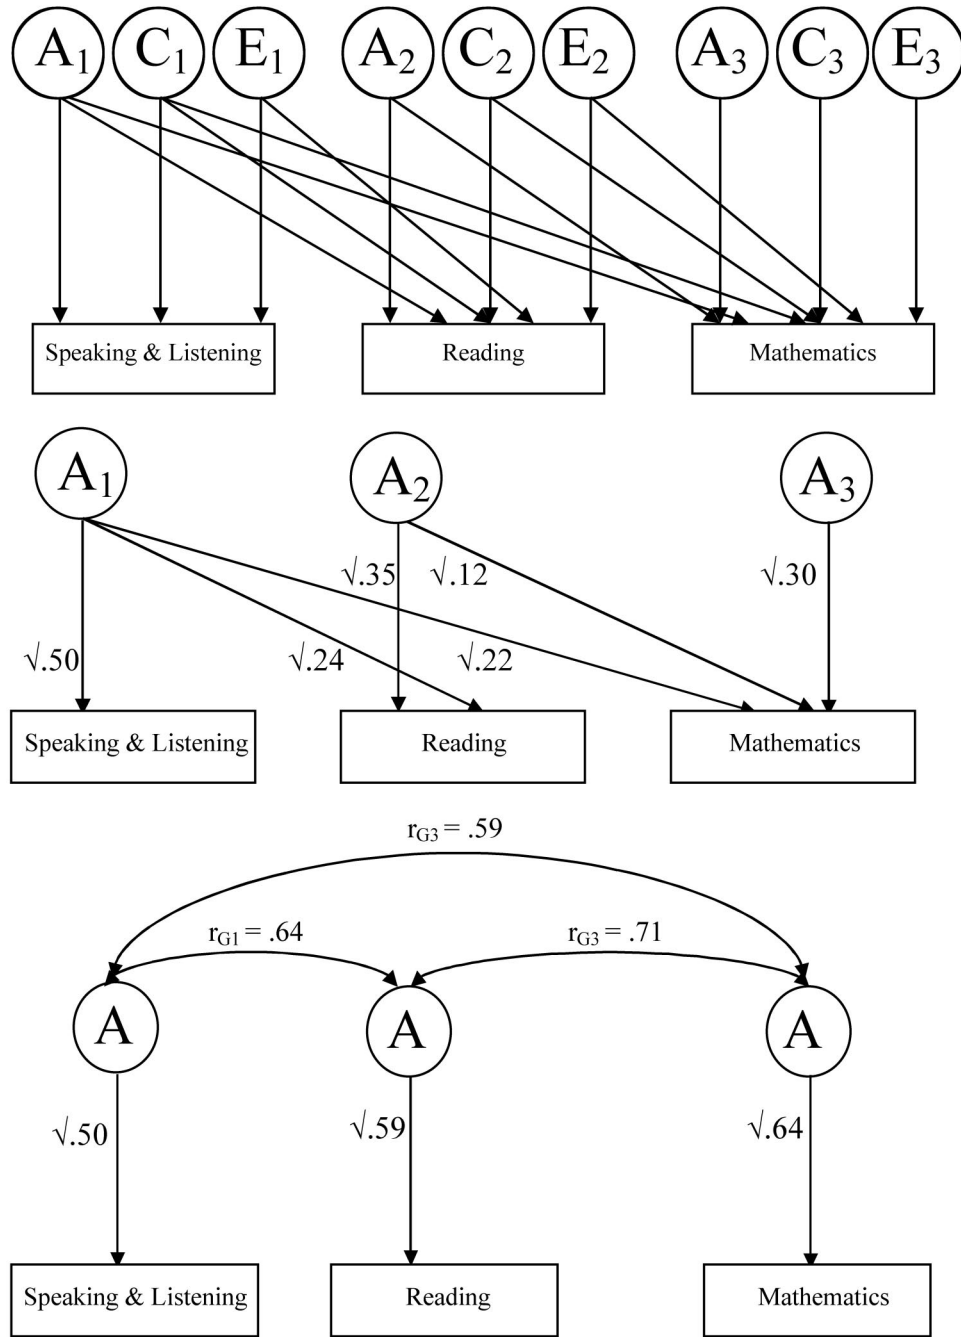 A1 C1 E1 A2 C2 E2 A3 C3 E3
Speaking & Listening
Reading
Mathematics
A1
A2
A3
√.50
√.24
√.35
√.22
√.12
√.30
Speaking & Listening
Reading
Mathematics
rG3 = .59
rG1 = .64
rG3 = .71
A
A
A
√.50
√.59
√.64
Speaking & Listening
Reading
Mathematics